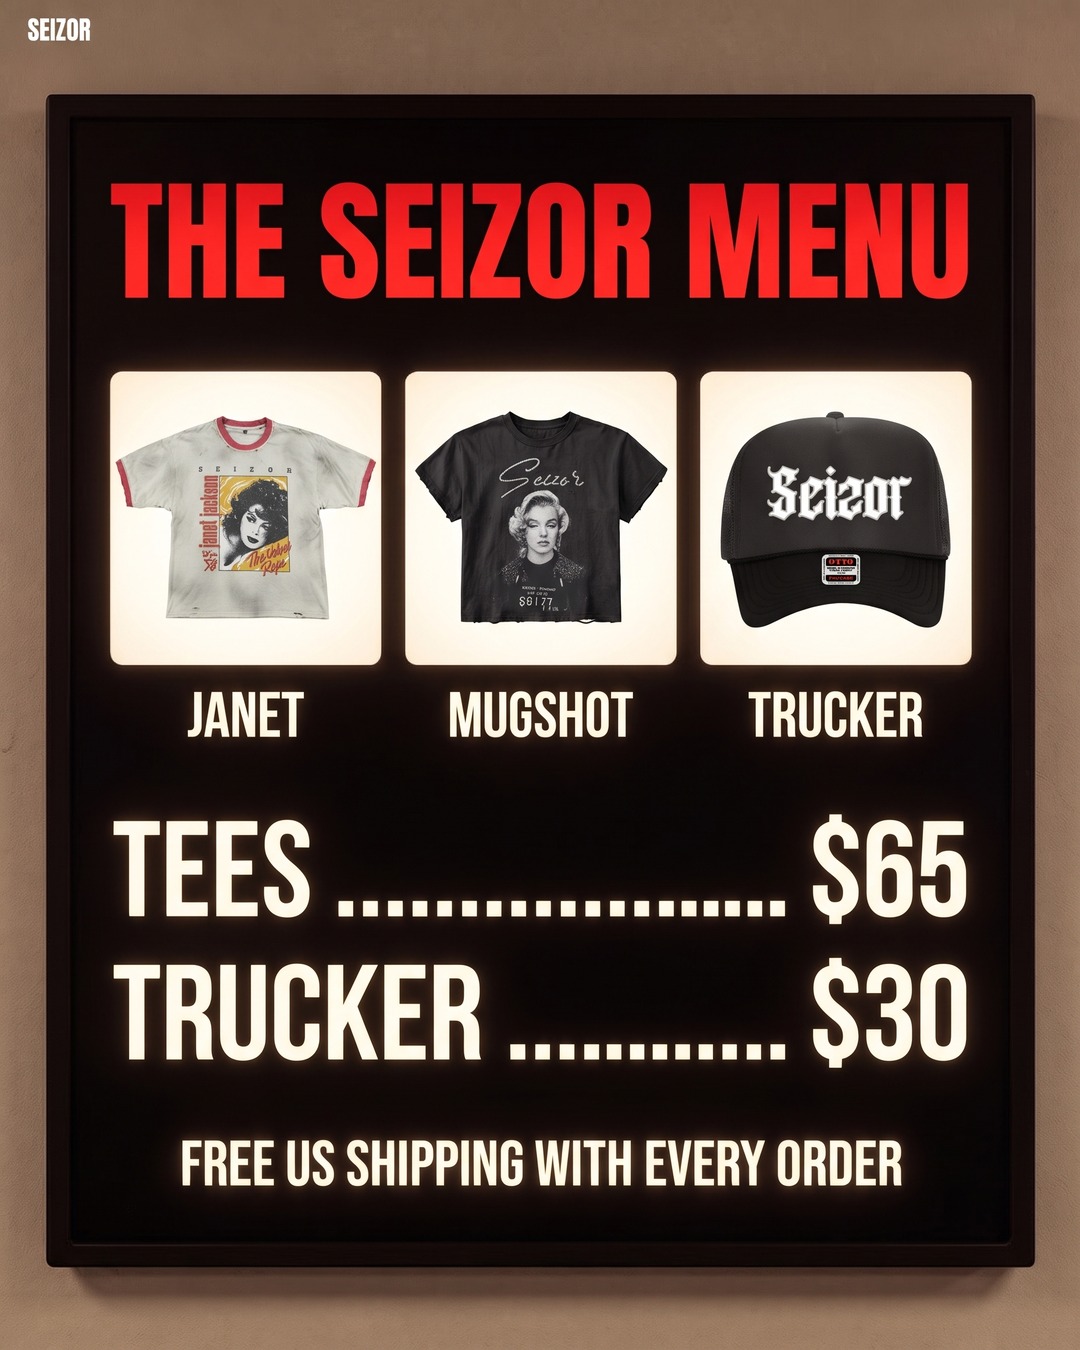 SEIZOR
THE SEIZOR MENU
SEIZOR
janet jackson
The Velvet
Rope
Seizor
Seizor
OTTO
JANET
MUGSHOT
TRUCKER
TEES ................... $65
TRUCKER ............ $30
FREE US SHIPPING WITH EVERY ORDER